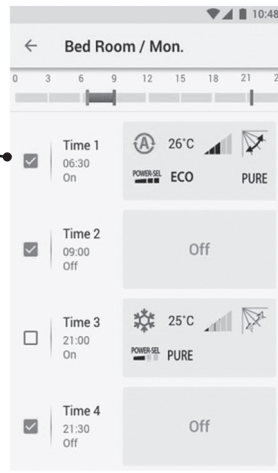 10:48
Bed Room / Mon.
0 3 6 9 12 15 18 21 2
Time 1
06:30
On
A 26°C
POWER-SEL ECO PURE
Time 2
09:00
Off
Off
Time 3
21:00
On
25°C
POWER-SEL PURE
Time 4
21:30
Off
Off